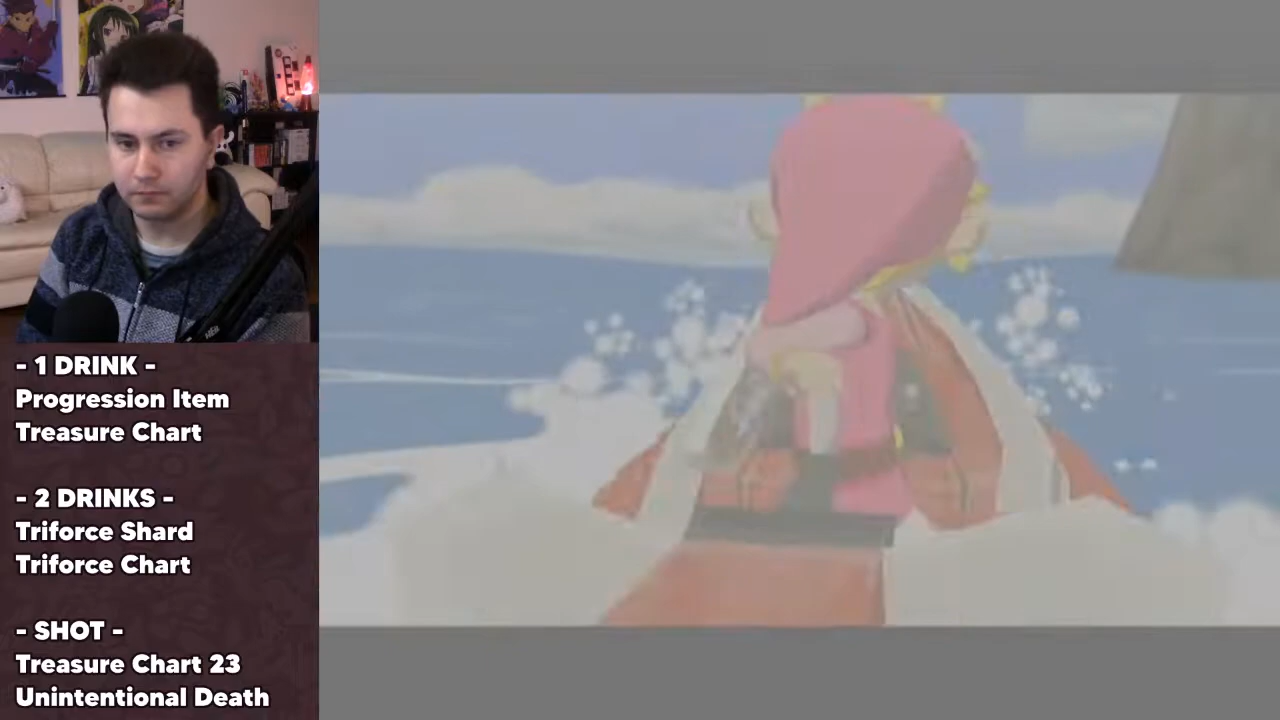 - 1 DRINK -
Progression Item
Treasure Chart
- 2 DRINKS -
Triforce Shard
Triforce Chart
- SHOT -
Treasure Chart 23
Unintentional Death